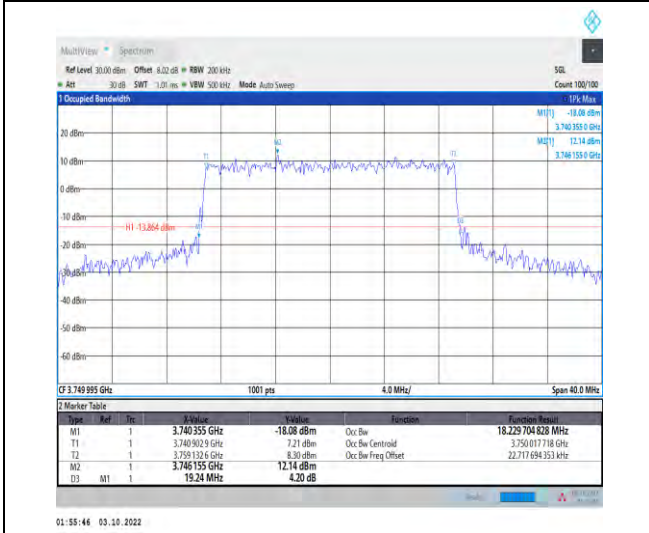 MultiView Spectrum
Ref Level 30.00 dBm Offset 8.02 dB RBW 200 kHz SGL
Att 30 dB SWT 1.01 ms VBW 500 kHz Mode Auto Sweep Count 100/100
1 Occupied Bandwidth 1Pk Max
M1[1] -18.08 dBm
3.740 355 0 GHz
20 dBm M2[1] 12.14 dBm
3.746 155 0 GHz
M2
T1 T2
10 dBm
0 dBm
-10 dBm
H1 -13.864 dBm
-20 dBm
-30 dBm
-40 dBm
-50 dBm
-60 dBm
CF 3.749 995 GHz 1001 pts 4.0 MHz/ Span 40.0 MHz
2 Marker Table
Type Ref Trc X-Value Y-Value Function Function Result
M1 1 3.740 355 GHz -18.08 dBm Occ Bw 18.229 704 828 MHz
T1 1 3.740 902 9 GHz 7.21 dBm Occ Bw Centroid 3.750 017 718 GHz
T2 1 3.759 132 6 GHz 8.30 dBm Occ Bw Freq Offset 22.717 694 353 kHz
M2 1 3.746 155 GHz 12.14 dBm
D3 M1 1 19.24 MHz 4.20 dB
01:55:46 03.10.2022